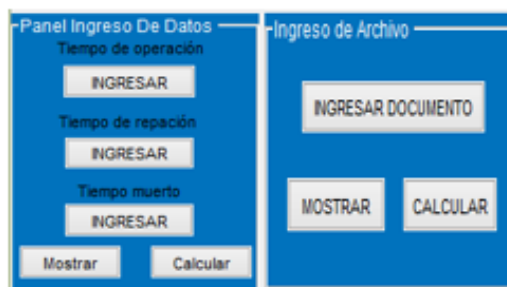 Panel Ingreso De Datos
Tiempo de operación
INGRESAR
Tiempo de repación
INGRESAR
Tiempo muerto
INGRESAR
Mostrar Calcular
Ingreso de Archivo
INGRESAR DOCUMENTO
MOSTRAR CALCULAR